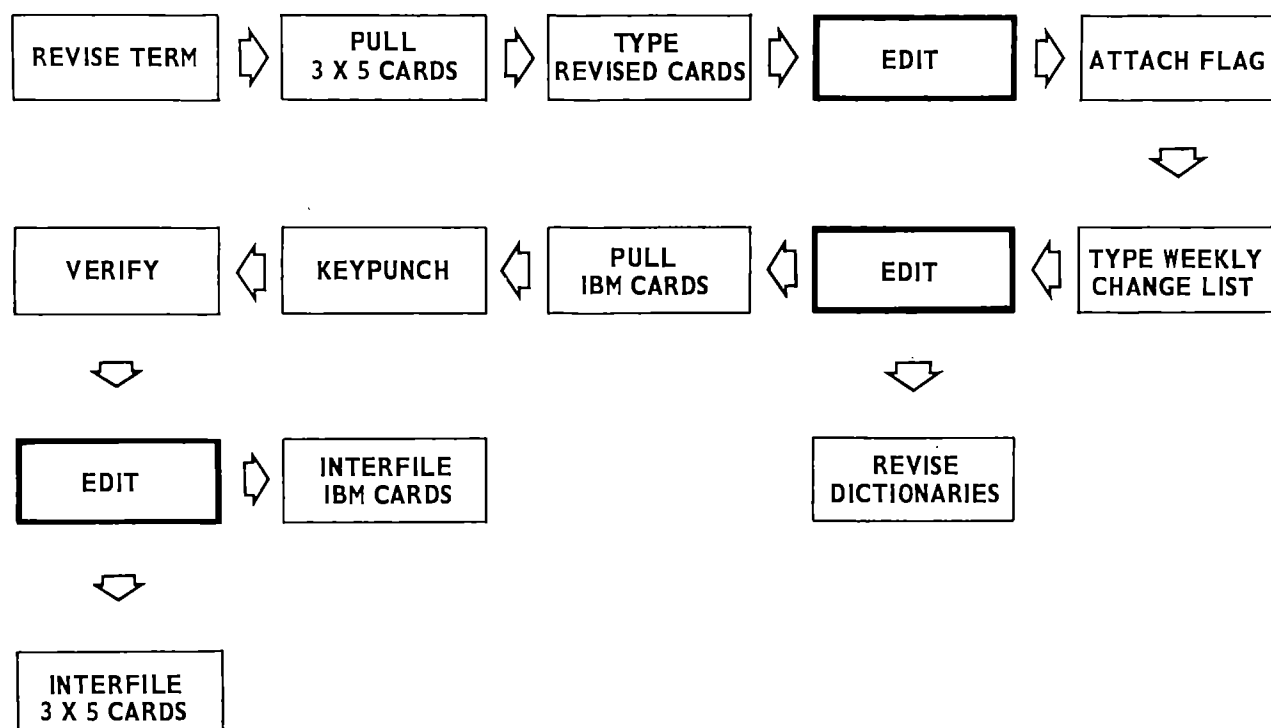 REVISE TERM
PULL
3 X 5 CARDS
TYPE
REVISED CARDS
EDIT
ATTACH FLAG
TYPE WEEKLY
CHANGE LIST
EDIT
PULL
IBM CARDS
KEYPUNCH
VERIFY
EDIT
INTERFILE
IBM CARDS
REVISE
DICTIONARIES
INTERFILE
3 X 5 CARDS